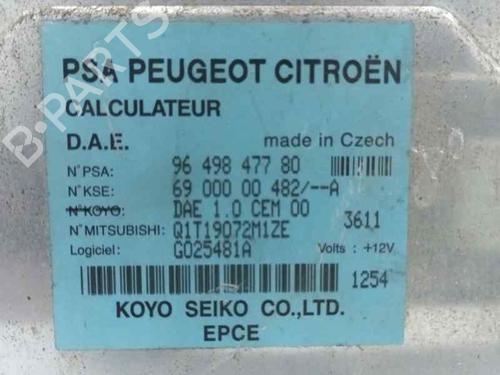 B-PARTS
PSA PEUGEOT CITROËN
CALCULATEUR
D.A.E. made in Czech
N°PSA: 96 498 477 80
N°KSE: 69 000 00 482/--A
N°KOYO: DAE 1.0 CEM 00 3611
N°MITSUBISHI: Q1T19072M1ZE
Logiciel: G025481A Volts : +12V
1254
KOYO SEIKO CO.,LTD.
EPCE